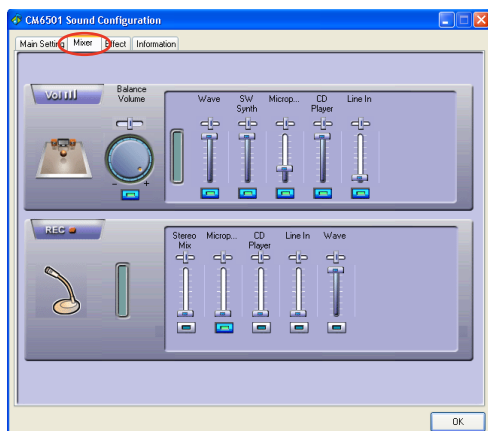 CM6501 Sound Configuration
Main Setting Mixer Effect Information
Vol
Balance Volume
Wave
SW Synth
Microp...
CD Player
Line In
- +
REC
Stereo Mix
Microp...
CD Player
Line In
Wave
OK